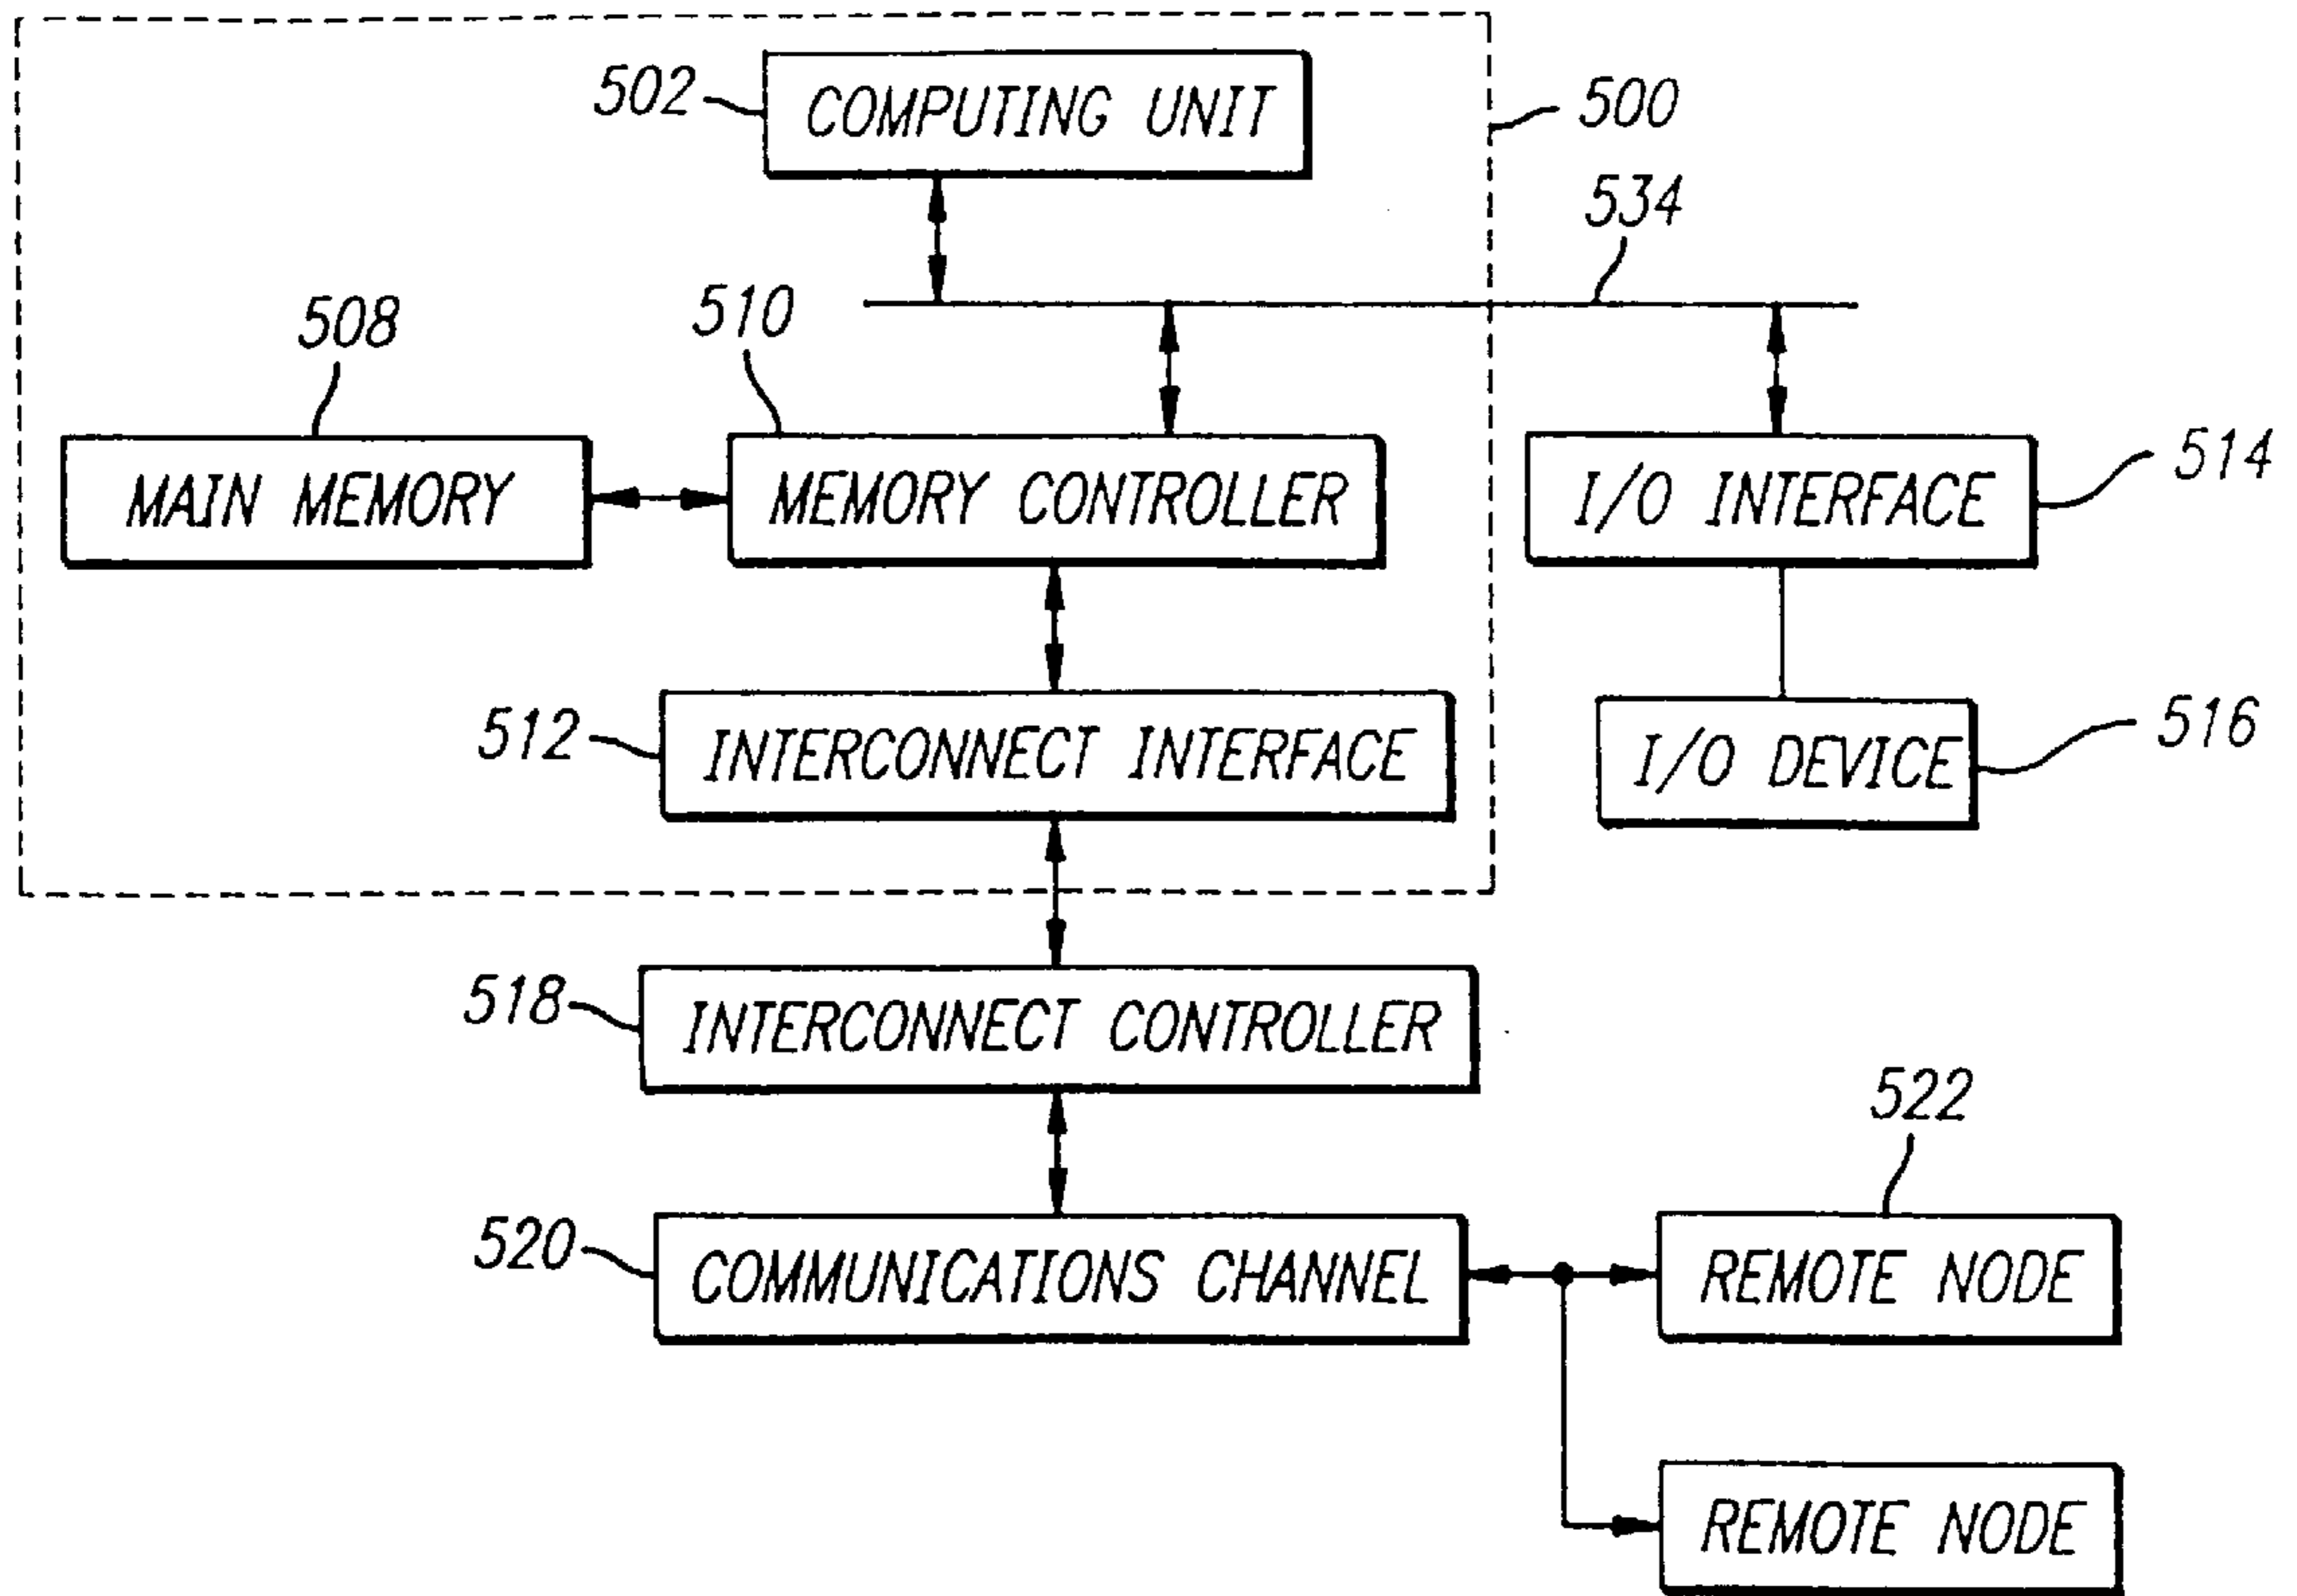 502
COMPUTING UNIT
500
534
508
510
MAIN MEMORY
MEMORY CONTROLLER
I/O INTERFACE
514
512
INTERCONNECT INTERFACE
I/O DEVICE
516
518
INTERCONNECT CONTROLLER
522
520
COMMUNICATIONS CHANNEL
REMOTE NODE
REMOTE NODE